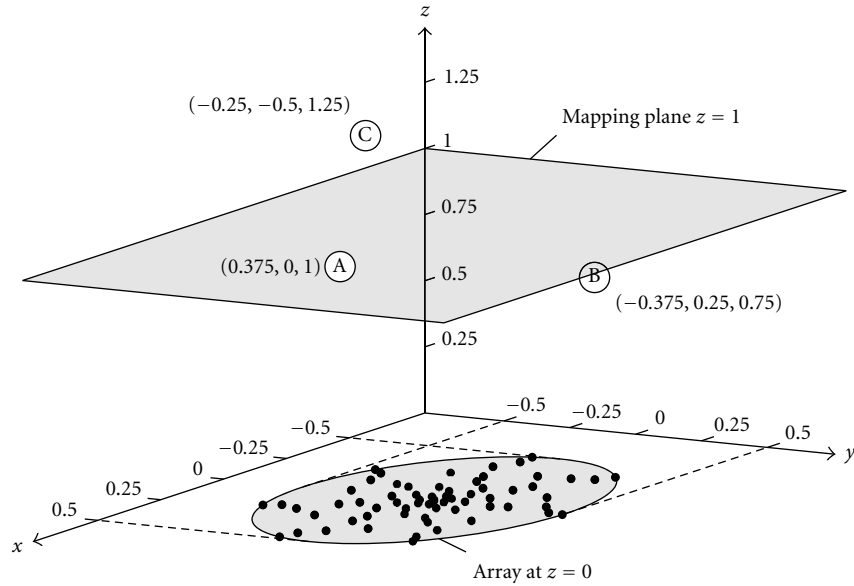 z
1.25
(−0.25, −0.5, 1.25)
C
Mapping plane z = 1
1
0.75
(0.375, 0, 1) A
0.5
B
(−0.375, 0.25, 0.75)
0.25
−0.5
−0.25
0
0.25
0.5
y
−0.5
−0.25
0
0.25
0.5
x
Array at z = 0